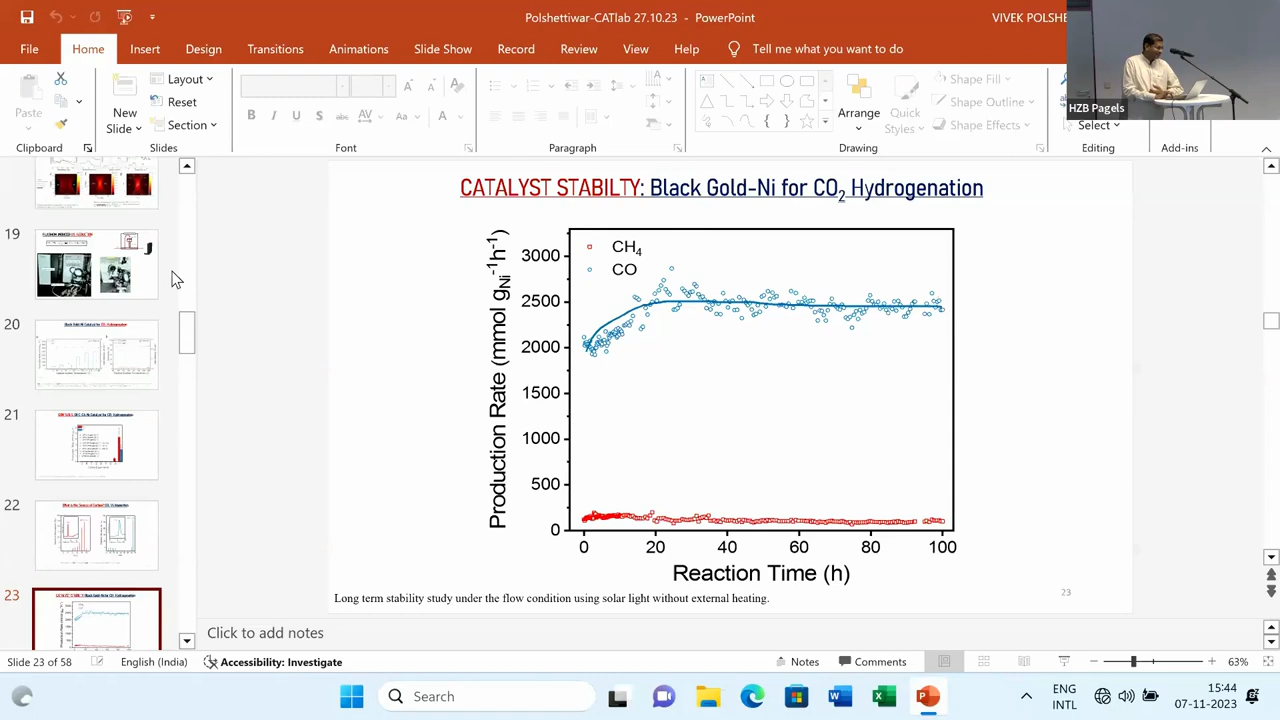 Polshettiwar-CATlab 27.10.23 - PowerPoint
VIVEK POLSHE
File Home Insert Design Transitions Animations Slide Show Record Review View Help Tell me what you want to do
Paste
Clipboard
New
Slide
Layout
Reset
Section
Slides
B I U S ab AV Aa A
Font
Paragraph
Arrange
Quick
Styles
Shape Fill
Shape Outline
Shape Effects
Drawing
Select
Editing
Add-ins
HZB Pagels
19
20
21
22
23
CATALYST STABILTY: Black Gold-Ni for CO2 Hydrogenation
CH4
CO
Production Rate (mmol gNi-1h-1)
3000
2500
2000
1500
1000
500
0
0 20 40 60 80 100
Reaction Time (h)
Long term stability study under the flow condition using solar light without external heating.
23
Click to add notes
Slide 23 of 58 English (India) Accessibility: Investigate Notes Comments 63%
Search
ENG
INTL
15:44
07-11-2023